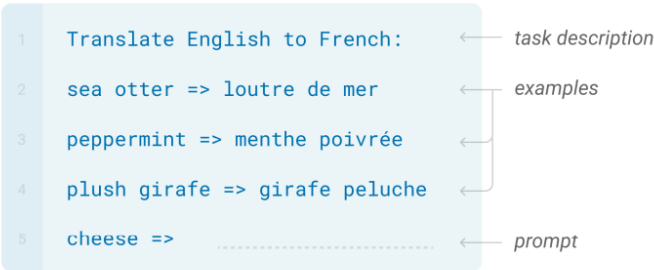 1 Translate English to French: task description
2 sea otter => loutre de mer examples
3 peppermint => menthe poivrée
4 plush girafe => girafe peluche
5 cheese => prompt